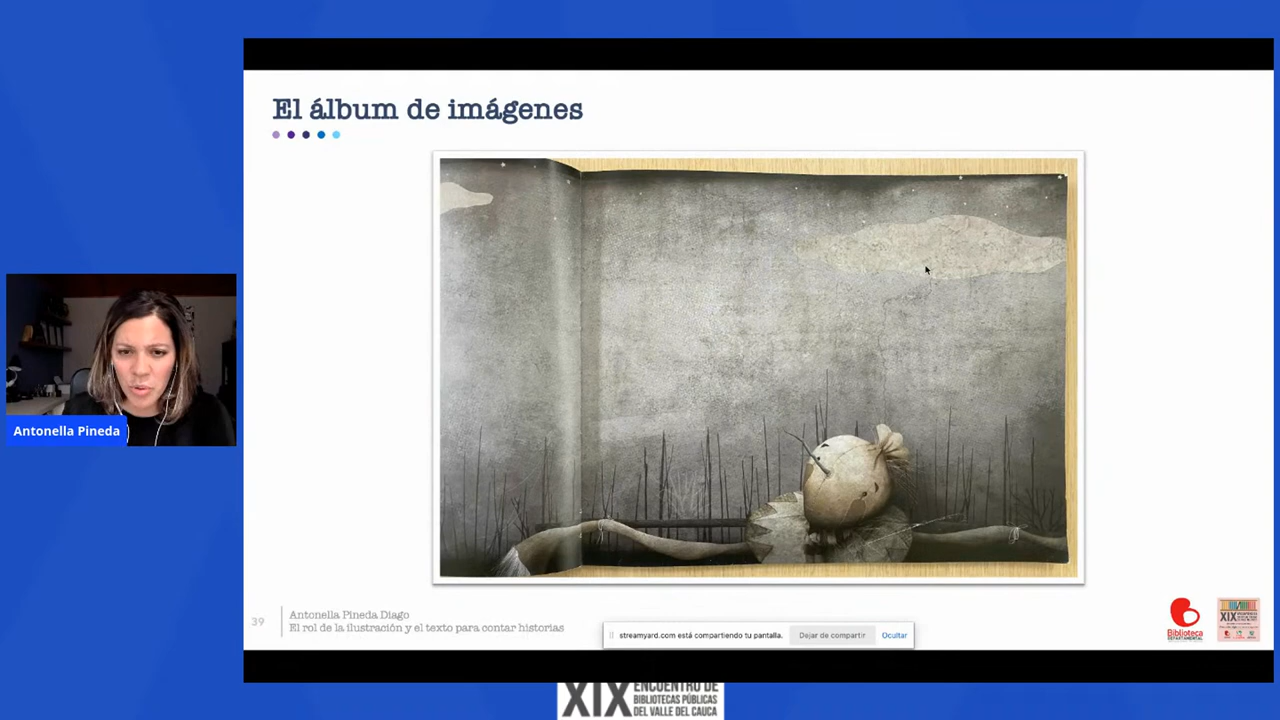 El álbum de imágenes
Antonella Pineda
39
Antonella Pineda Diago
El rol de la ilustración y el texto para contar historias
streamyard.com está compartiendo tu pantalla.
Dejar de compartir
Ocultar
Biblioteca
DEPARTAMENTAL
XIX
XIX
ENCUENTRO DE
BIBLIOTECAS PÚBLICAS
DEL VALLE DEL CAUCA